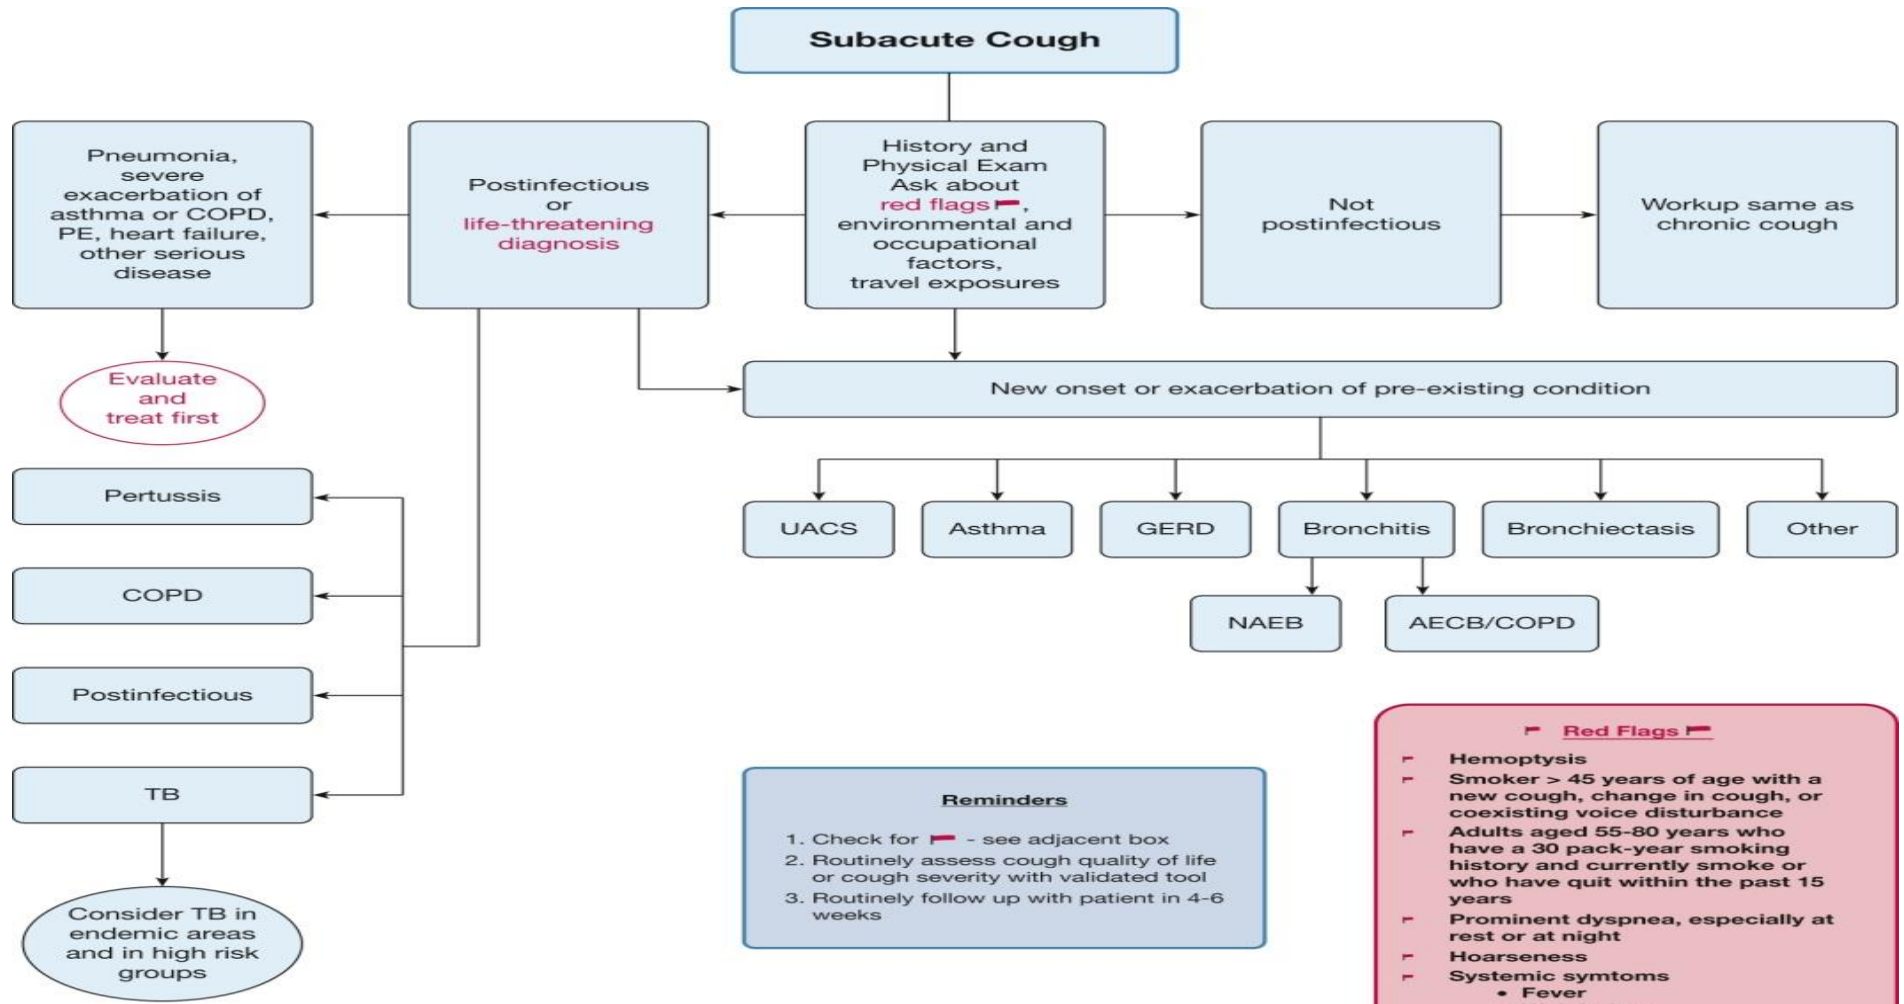 Subacute Cough
Pneumonia,
severe
exacerbation of
asthma or COPD,
PE, heart failure,
other serious
disease
Postinfectious
or
life-threatening
diagnosis
History and
Physical Exam
Ask about
red flags,
environmental and
occupational
factors,
travel exposures
Not
postinfectious
Workup same as
chronic cough
Evaluate
and
treat first
New onset or exacerbation of pre-existing condition
Pertussis
COPD
Postinfectious
TB
Consider TB in
endemic areas
and in high risk
groups
UACS
Asthma
GERD
Bronchitis
Bronchiectasis
Other
NAEB
AECB/COPD
Reminders
1. Check for - see adjacent box
2. Routinely assess cough quality of life
or cough severity with validated tool
3. Routinely follow up with patient in 4-6
weeks
Red Flags
Hemoptysis
Smoker > 45 years of age with a
new cough, change in cough, or
coexisting voice disturbance
Adults aged 55-80 years who
have a 30 pack-year smoking
history and currently smoke or
who have quit within the past 15
years
Prominent dyspnea, especially at
rest or at night
Hoarseness
Systemic symtoms
• Fever